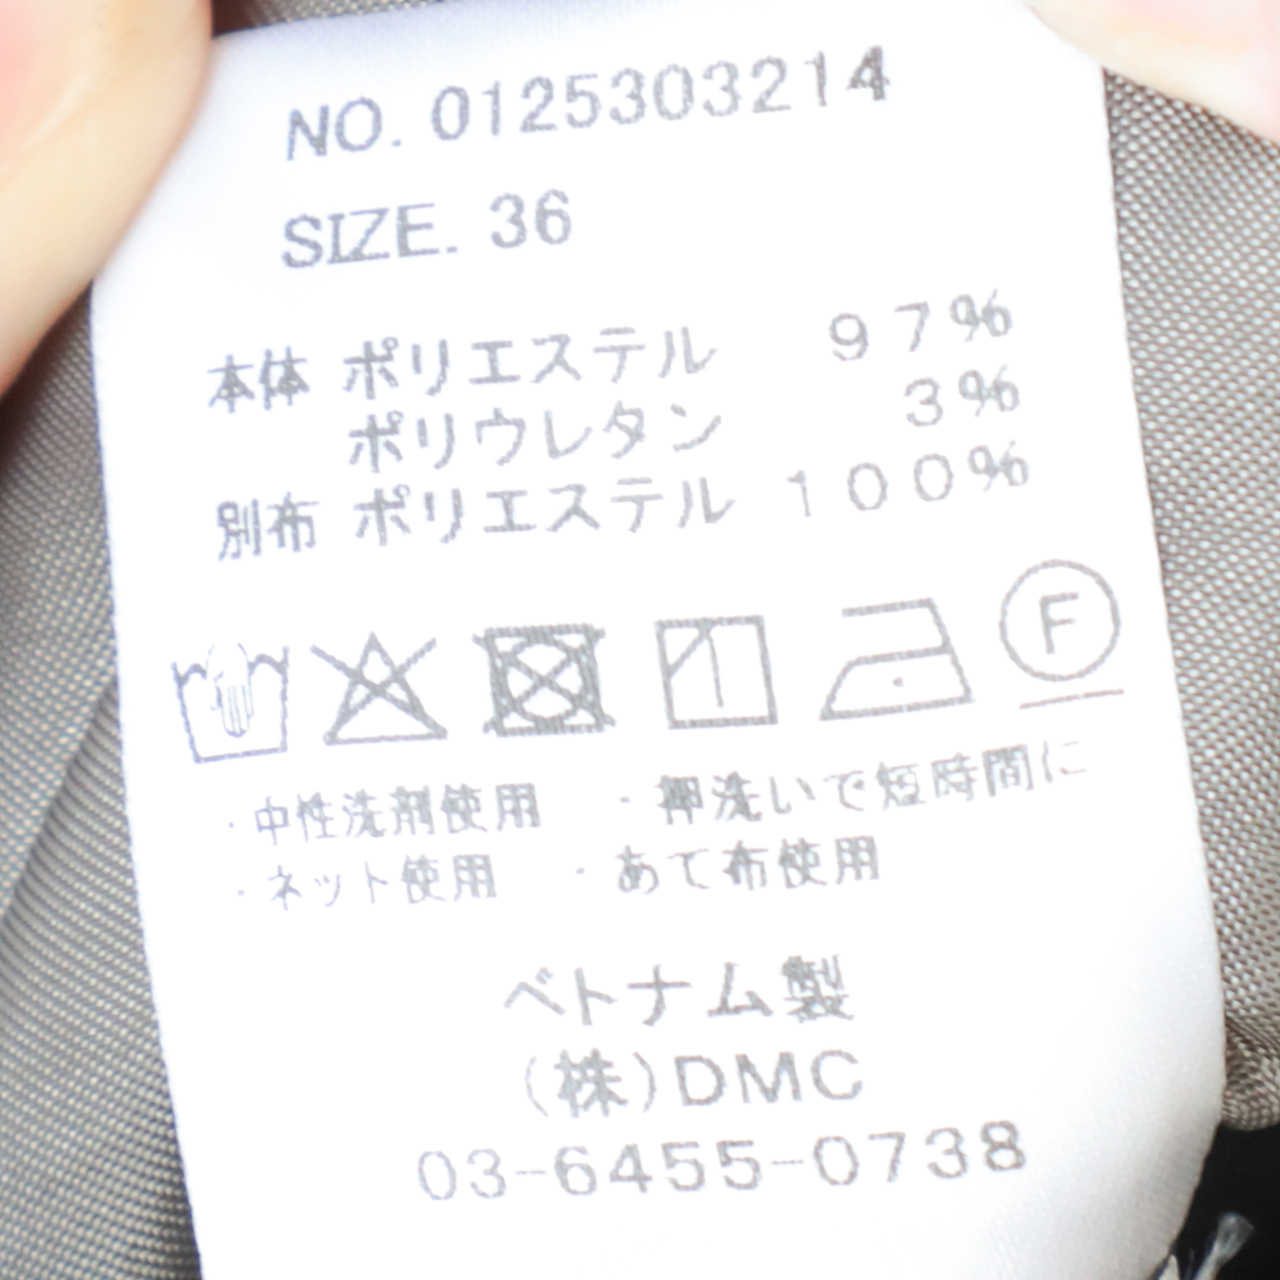 NO. 0125303214
SIZE. 36
本体 ポリエステル 97%
ポリウレタン 3%
別布 ポリエステル 100%
F
・中性洗剤使用 ・押洗いで短時間に
・ネット使用 ・あて布使用
ベトナム製
(株)DMC
03-6455-0738